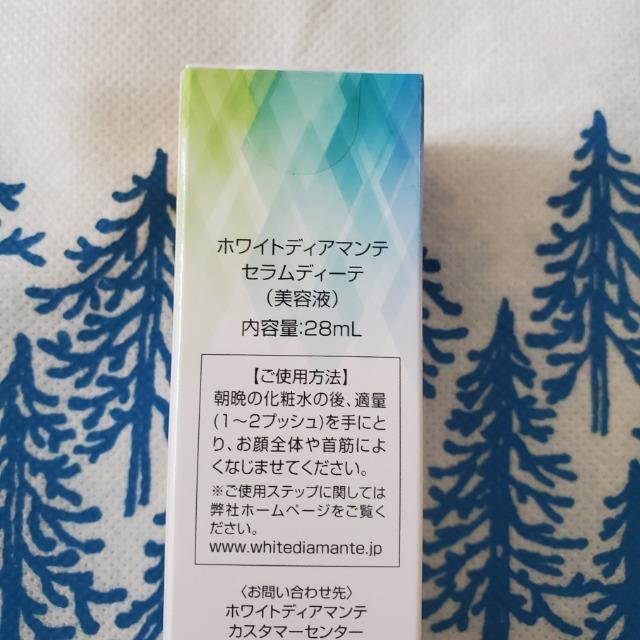 ホワイトディアマンテ
セラムディーテ
（美容液）
内容量:28mL
【ご使用方法】
朝晩の化粧水の後、適量
(1～2プッシュ)を手にと
り、お顔全体や首筋によ
くなじませてください。
※ご使用ステップに関しては
弊社ホームページをご覧く
ださい。
www.whitediamante.jp
〈お問い合わせ先〉
ホワイトディアマンテ
カスタマーセンター